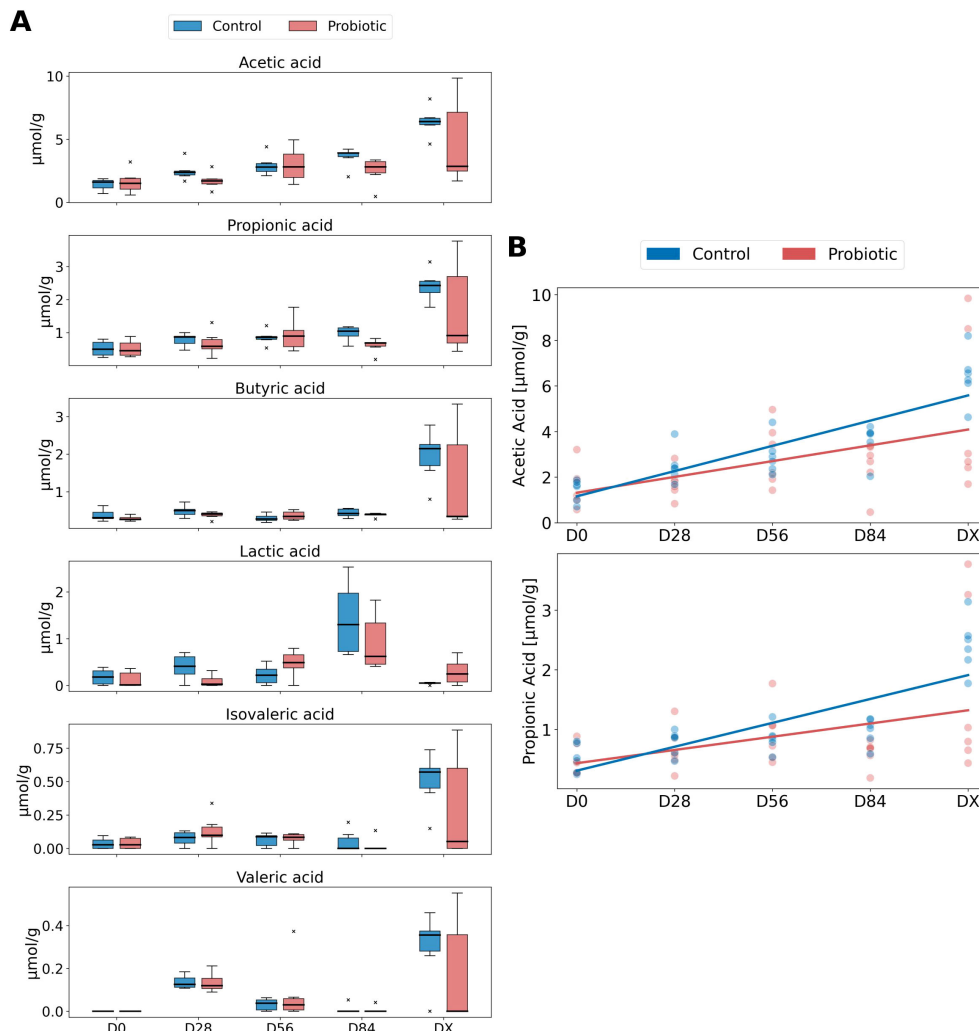 A
Control Probiotic
Acetic acid
10
5
0
μmol/g
Propionic acid
3
2
1
μmol/g
Butyric acid
3
2
1
μmol/g
Lactic acid
2
1
0
μmol/g
Isovaleric acid
0.75
0.50
0.25
0.00
μmol/g
Valeric acid
0.4
0.2
0.0
μmol/g
D0 D28 D56 D84 DX
B
Control Probiotic
10
8
6
4
2
0
Acetic Acid [μmol/g]
D0 D28 D56 D84 DX
3
2
1
Propionic Acid [μmol/g]
D0 D28 D56 D84 DX